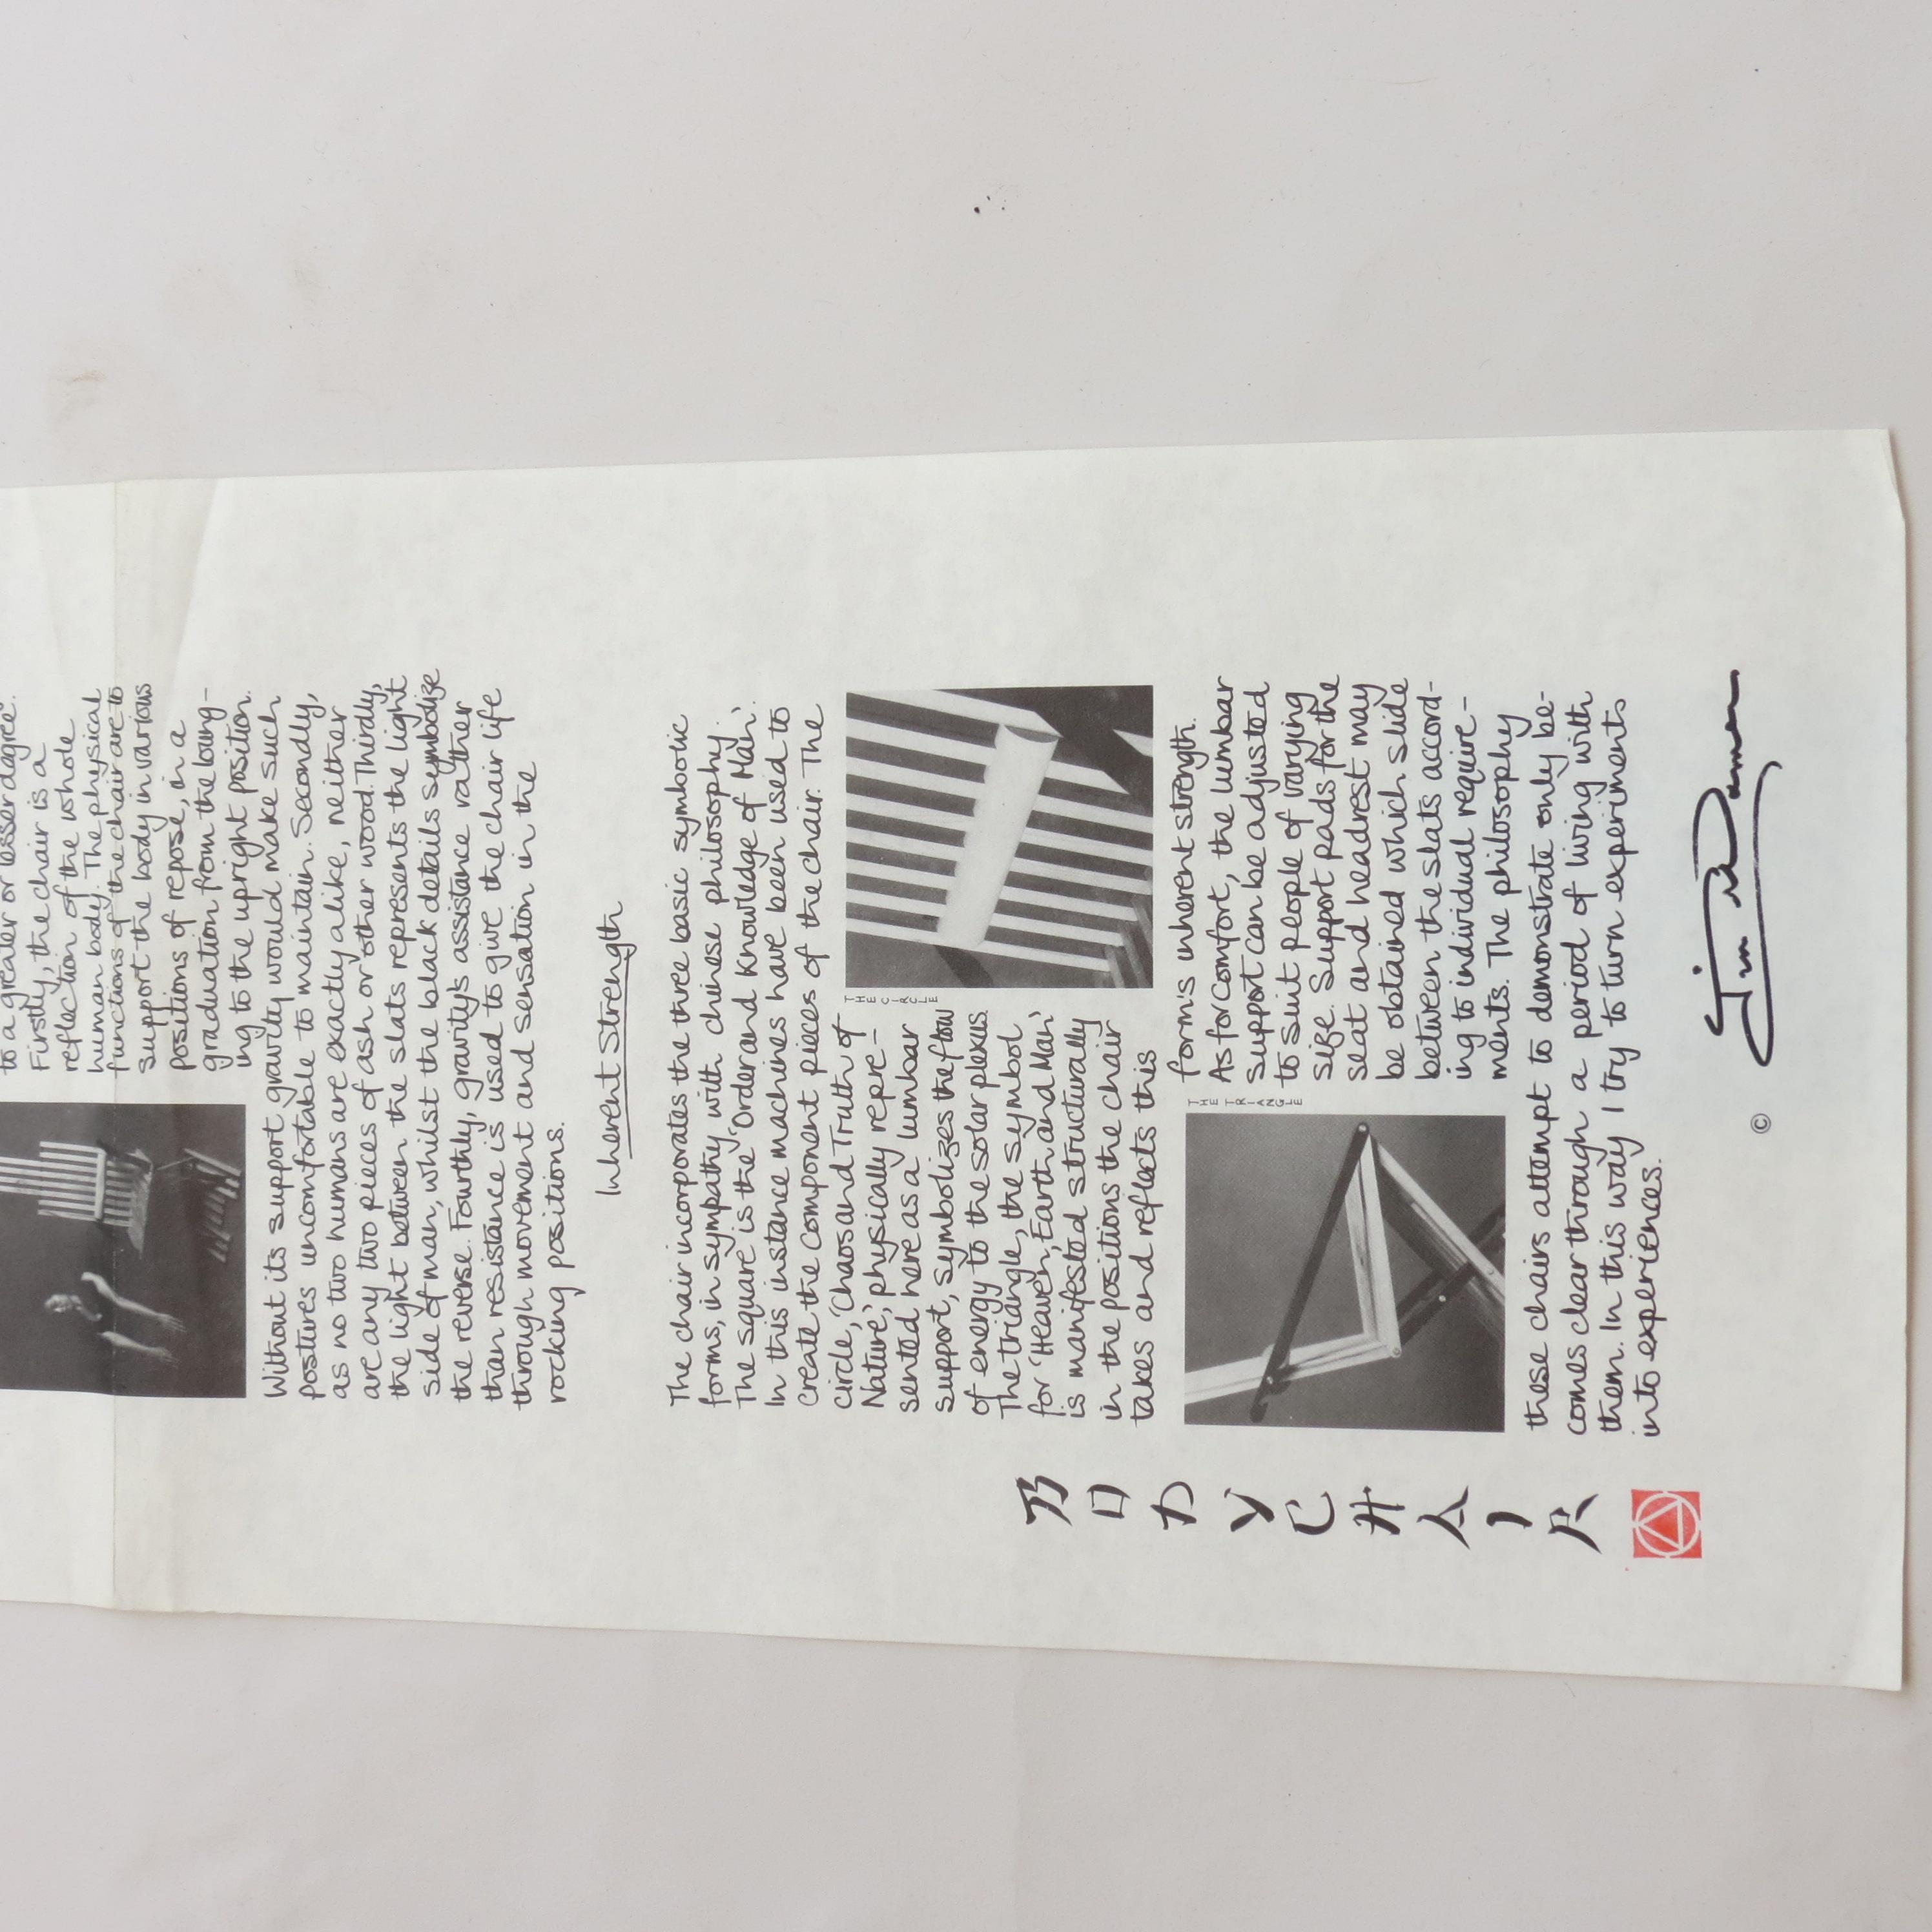 to a greater or lesser dagree.
Firstly, the chair is a
reflection of the whole
human body. The physical
functions of the chair are to
support the body in various
positions of repose, in a
graduation from the loung-
ing to the upright position.
Without its support gravity would make such
postures uncomfortable to maintain. Secondly,
as no two humans are exactly alike, neither
are any two pieces of ash or other wood. Thirdly,
the light between the slats represents the light
side of man, whilst the black details symbolize
the reverse. Fourthly, gravity's assistance rather
than resistance is used to give the chair life
through movement and sensation in the
rocking positions.
Inherent Strength
The chair incorporates the three basic symbolic
forms, in sympathy with chinese philosophy.
The square is the 'Order and Knowledge of Man'.
In this instance machines have been used to
create the component pieces of the chair. The
circle, 'Chaos and Truth of
Nature,' physically repre-
sented here as a lumbar
support, symbolizes the flow
of energy to the solar plexus.
The triangle, the symbol
for 'Heaven, Earth and Man'
is manifested structurally
in the positions the chair
takes and reflects this
THE CIRCLE
THE TRIANGLE
form's inherent strength.
As for Comfort, the lumbar
support can be adjusted
to suit people of varying
size. Support pads for the
seat and headrest may
be obtained which slide
between the slats accord-
ing to individual require-
ments. The philosophy
these chairs attempt to demonstrate only be-
comes clear through a period of living with
them. In this way I try to turn experiments
into experiences.
BODY CHAIR
©